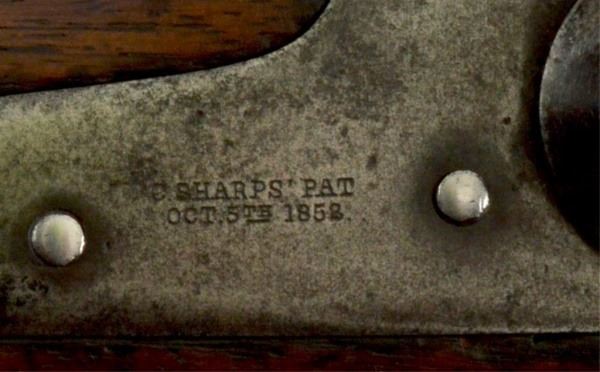 C. SHARPS' PAT
OCT. 5TH 1852.